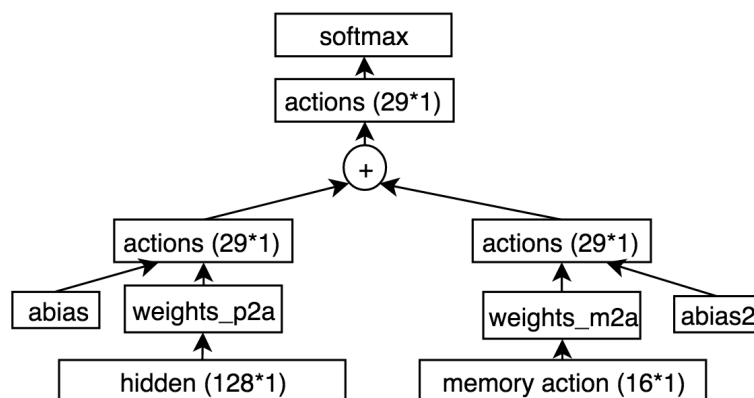 softmax
actions (29*1)
+
actions (29*1)
actions (29*1)
abias
weights_p2a
weights_m2a
abias2
hidden (128*1)
memory action (16*1)